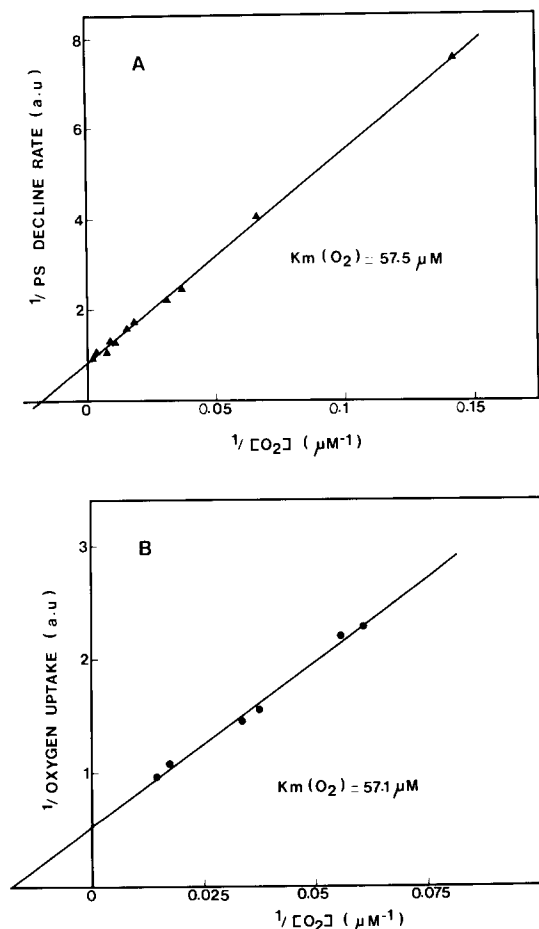 A
8
6
4
2
1/ PS DECLINE RATE (a.u)
Km (O2) = 57.5 µM
0
0.05
0.1
0.15
1/ [O2] ( µM-1)
B
3
2
1
1/OXYGEN UPTAKE (a.u)
Km (O2) = 57.1 µM
0
0.025
0.05
0.075
1/ [O2] ( µM-1)